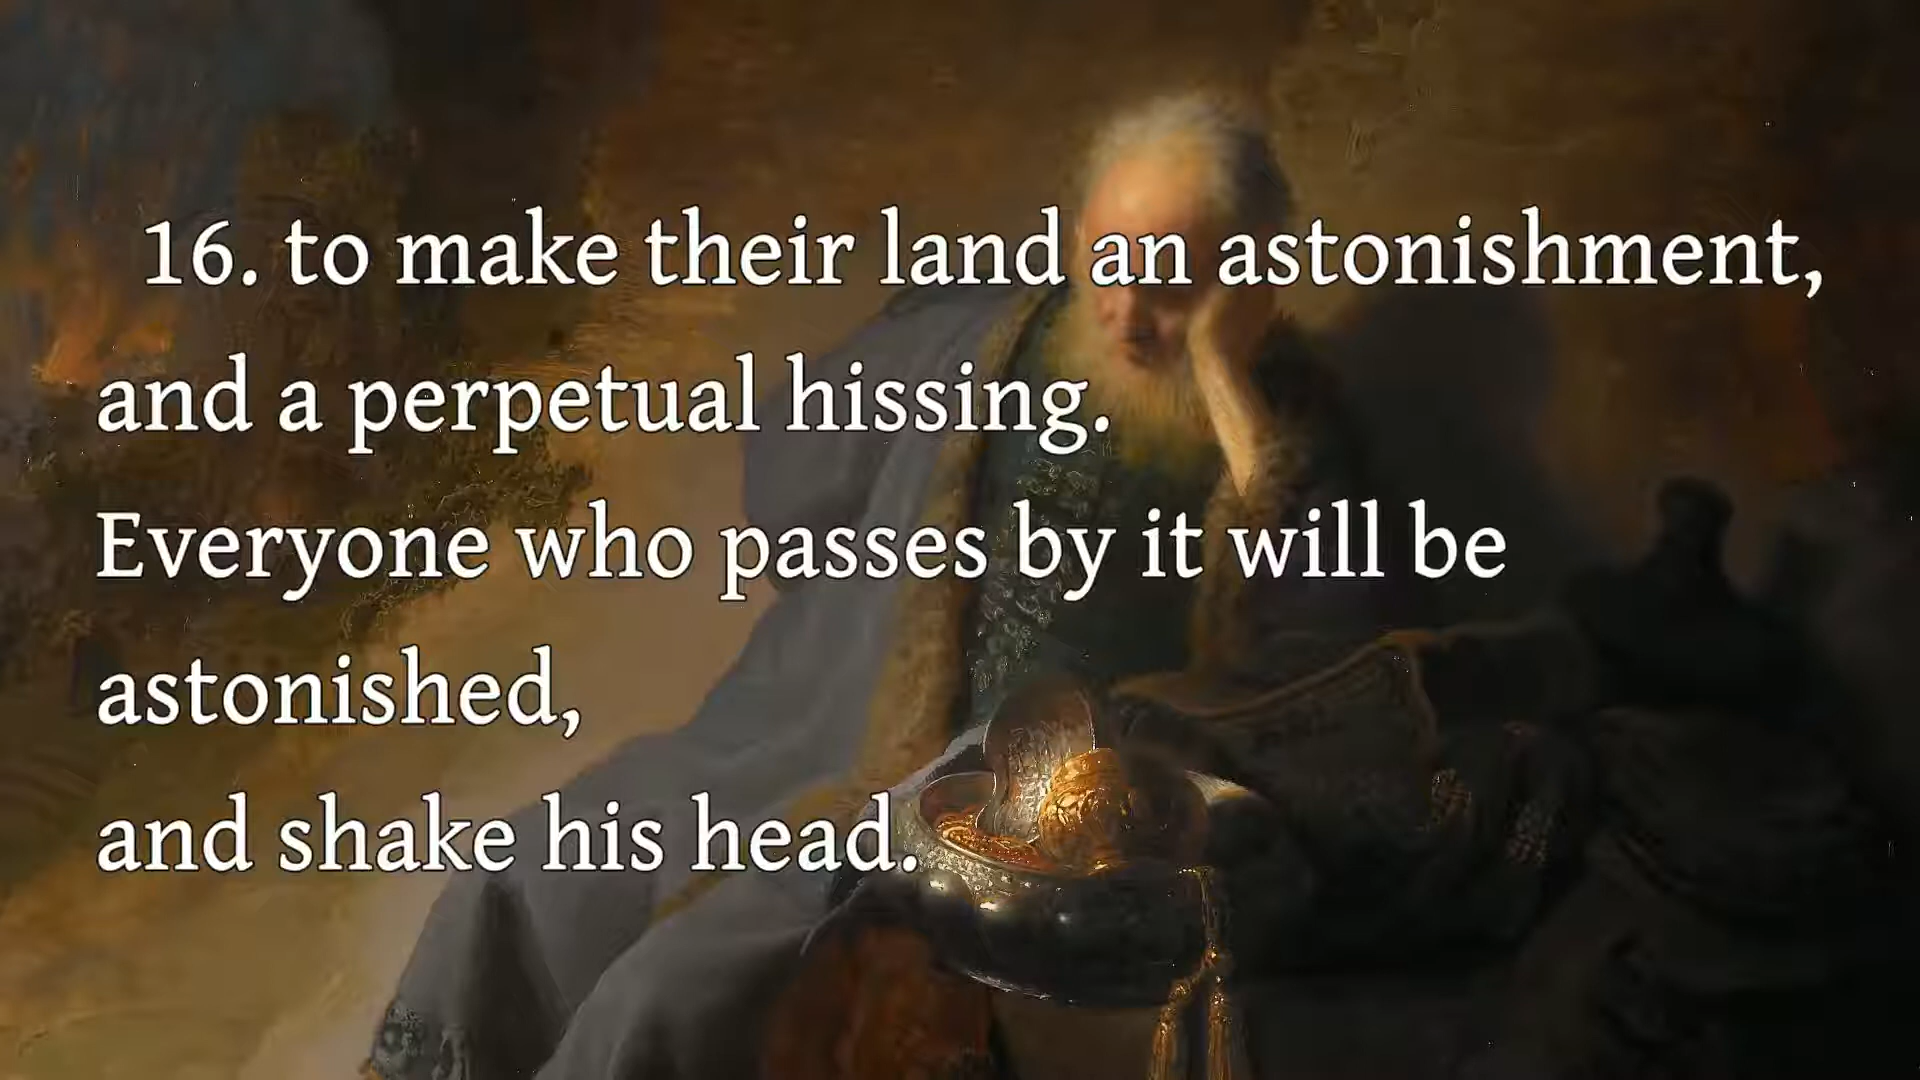 16. to make their land an astonishment,
and a perpetual hissing.
Everyone who passes by it will be
astonished,
and shake his head.